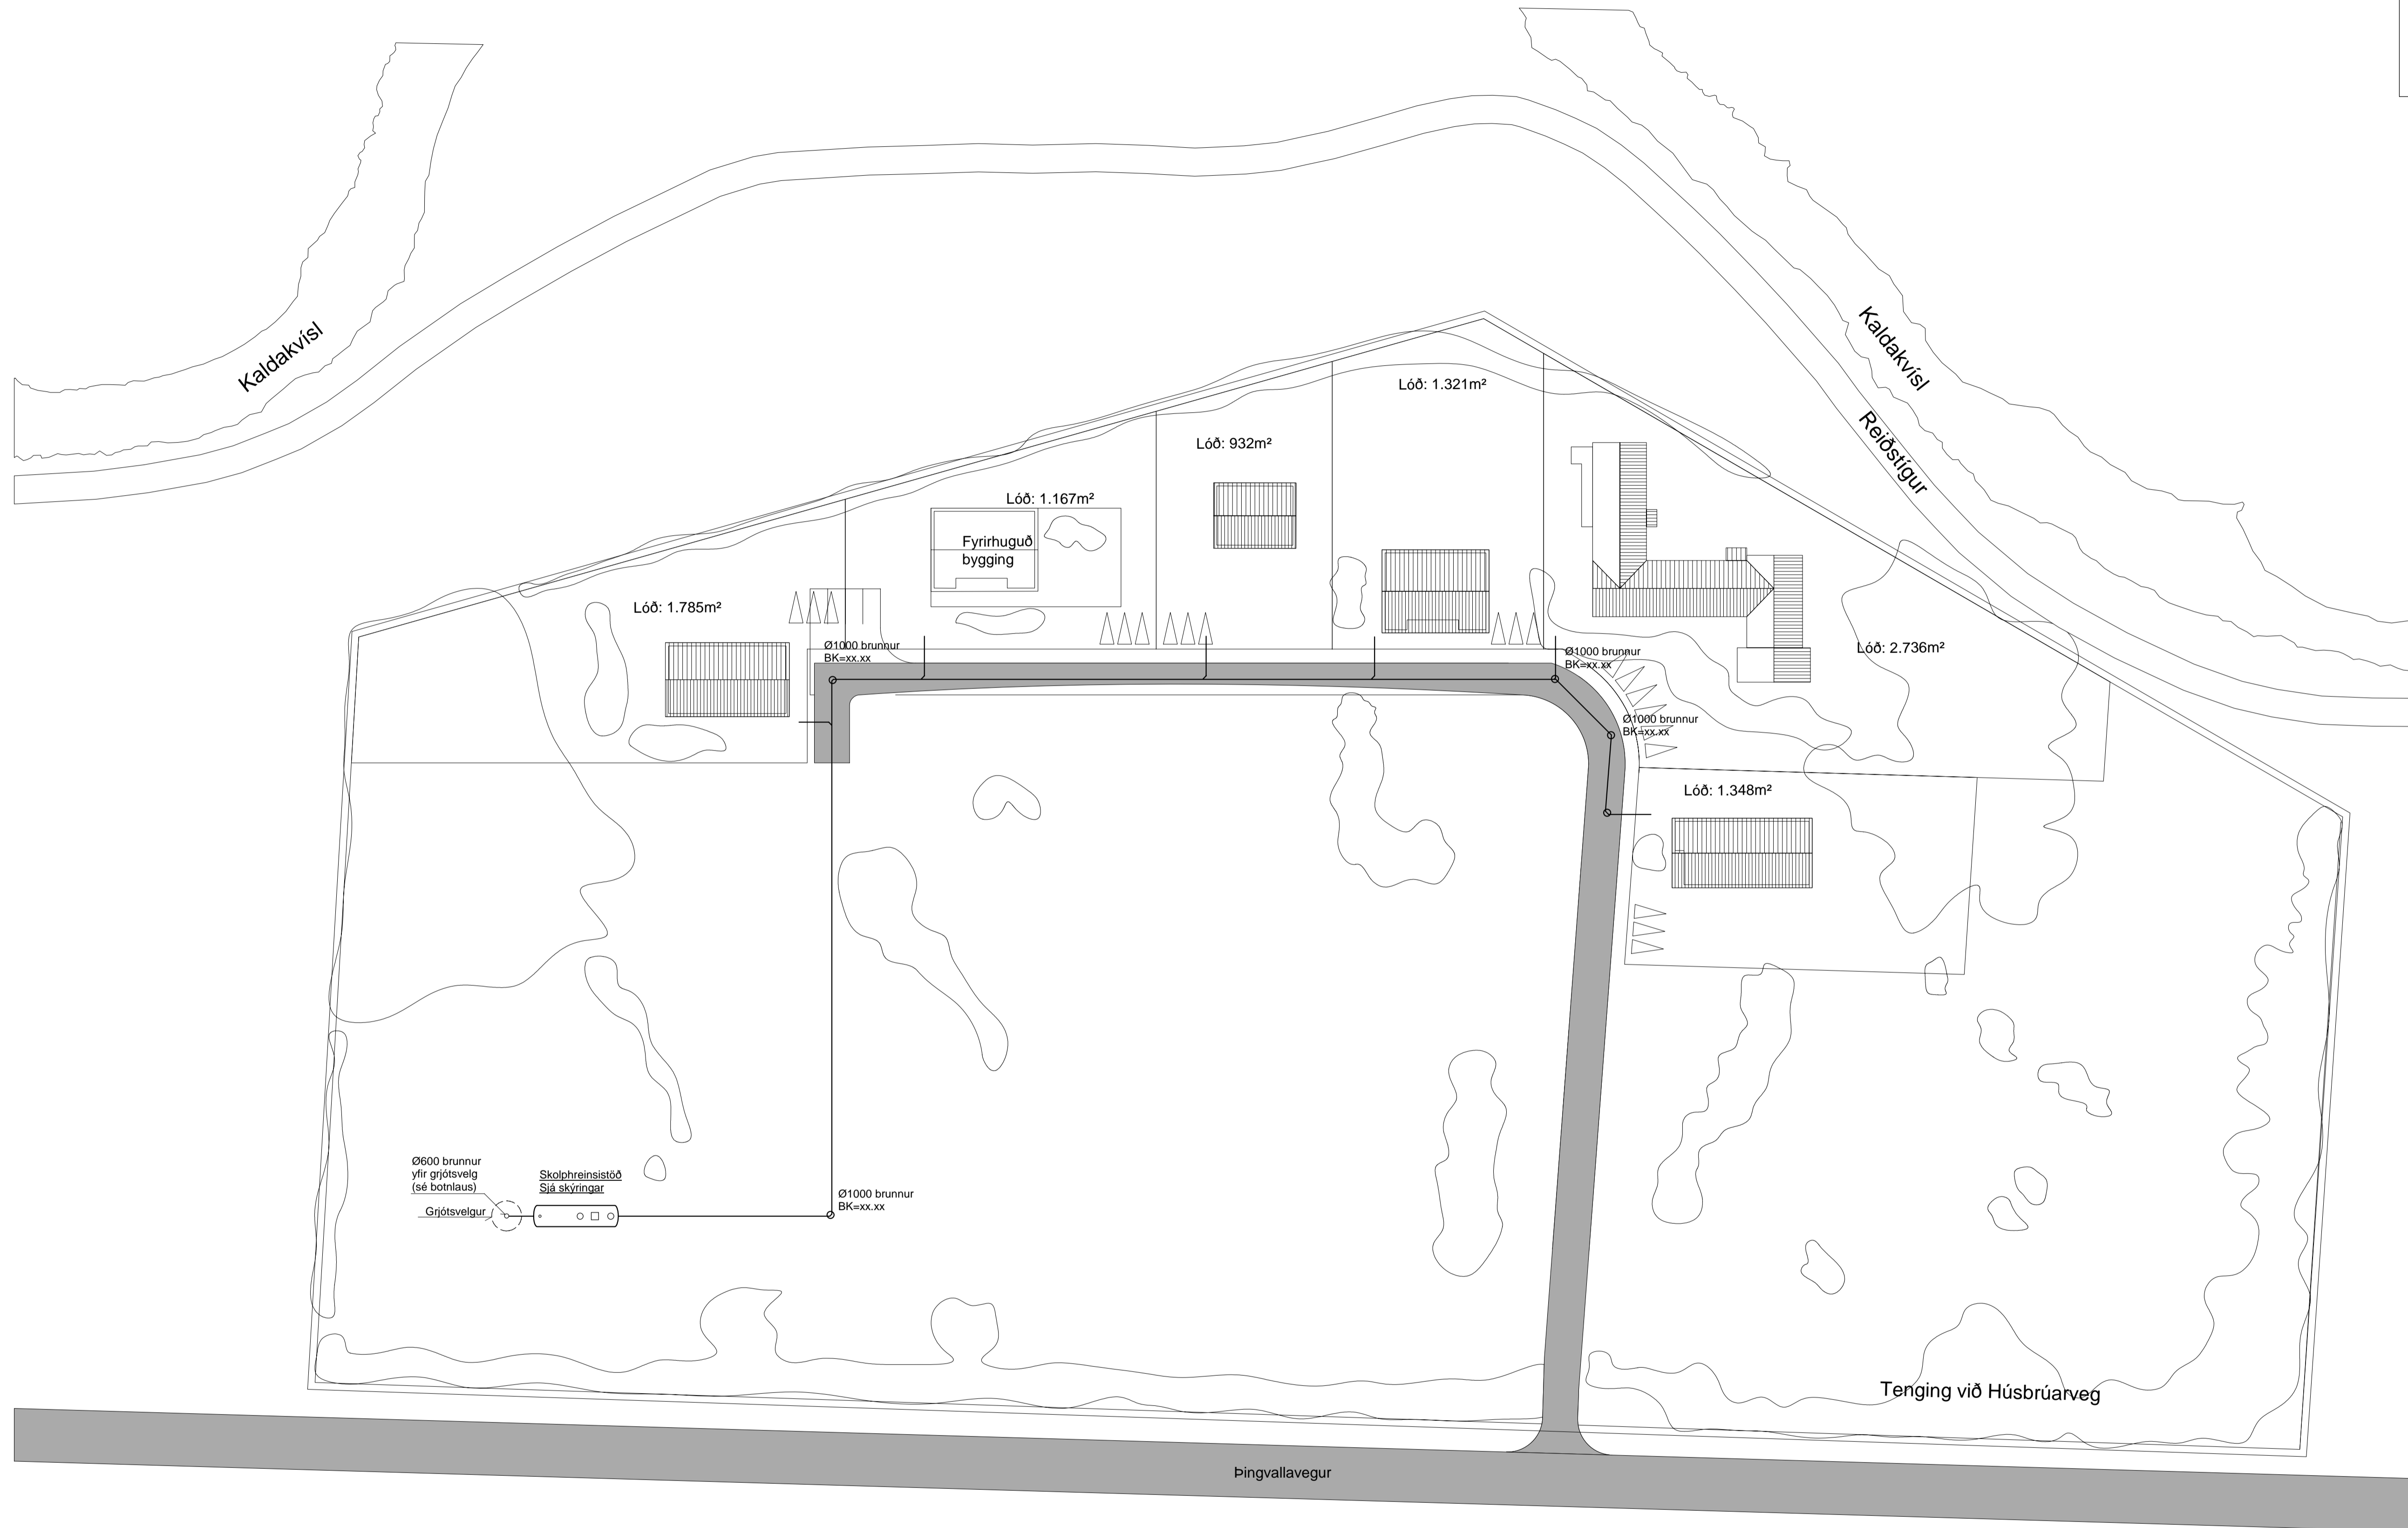 Kaldakvísl
Kaldakvísl
Reiðstígur
Lóð: 1.321m²
Lóð: 932m²
Lóð: 1.167m²
Fyrirhuguð
bygging
Lóð: 1.785m²
Ø1000 brunnur
BK=xx.xx
Ø1000 brunnur
BK=xx.xx
Lóð: 2.736m²
Ø1000 brunnur
BK=xx.xx
Lóð: 1.348m²
Ø600 brunnur
yfir grjótsvelg
(sé botnlaus)
Grjótsvelgur
Skolphreinsistöð
Sjá skýringar
Ø1000 brunnur
BK=xx.xx
Tenging við Húsbrúarveg
Þingvallavegur